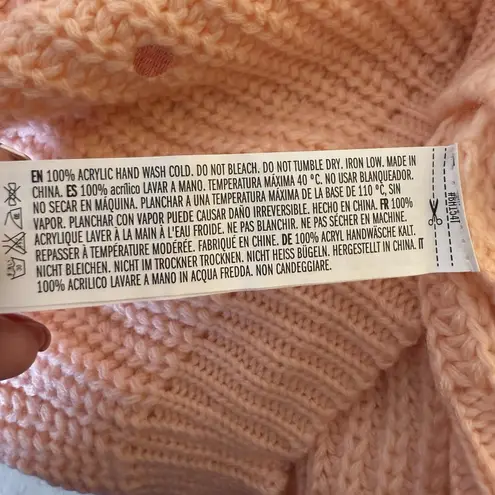 EN 100% ACRYLIC HAND WASH COLD. DO NOT BLEACH. DO NOT TUMBLE DRY. IRON LOW. MADE IN
CHINA. ES 100% acrílico LAVAR A MANO. TEMPERATURA MÁXIMA 40 °C. NO USAR BLANQUEADOR.
NO SECAR EN MÁQUINA. PLANCHAR A UNA TEMPERATURA MÁXIMA DE LA BASE DE 110 °C, SIN
VAPOR. PLANCHAR CON VAPOR PUEDE CAUSAR DAÑO IRREVERSIBLE. HECHO EN CHINA. FR 100%
ACRYLIQUE LAVER À LA MAIN À L'EAU FROIDE. NE PAS BLANCHIR. NE PAS SÉCHER EN MACHINE.
REPASSER À TEMPÉRATURE MODÉRÉE. FABRIQUÉ EN CHINE. DE 100% ACRYL HANDWÄSCHE KALT.
NICHT BLEICHEN. NICHT IM TROCKNER TROCKNEN. NICHT HEISS BÜGELN. HERGESTELLT IN CHINA. IT
100% ACRILICO LAVARE A MANO IN ACQUA FREDDA. NON CANDEGGIARE.